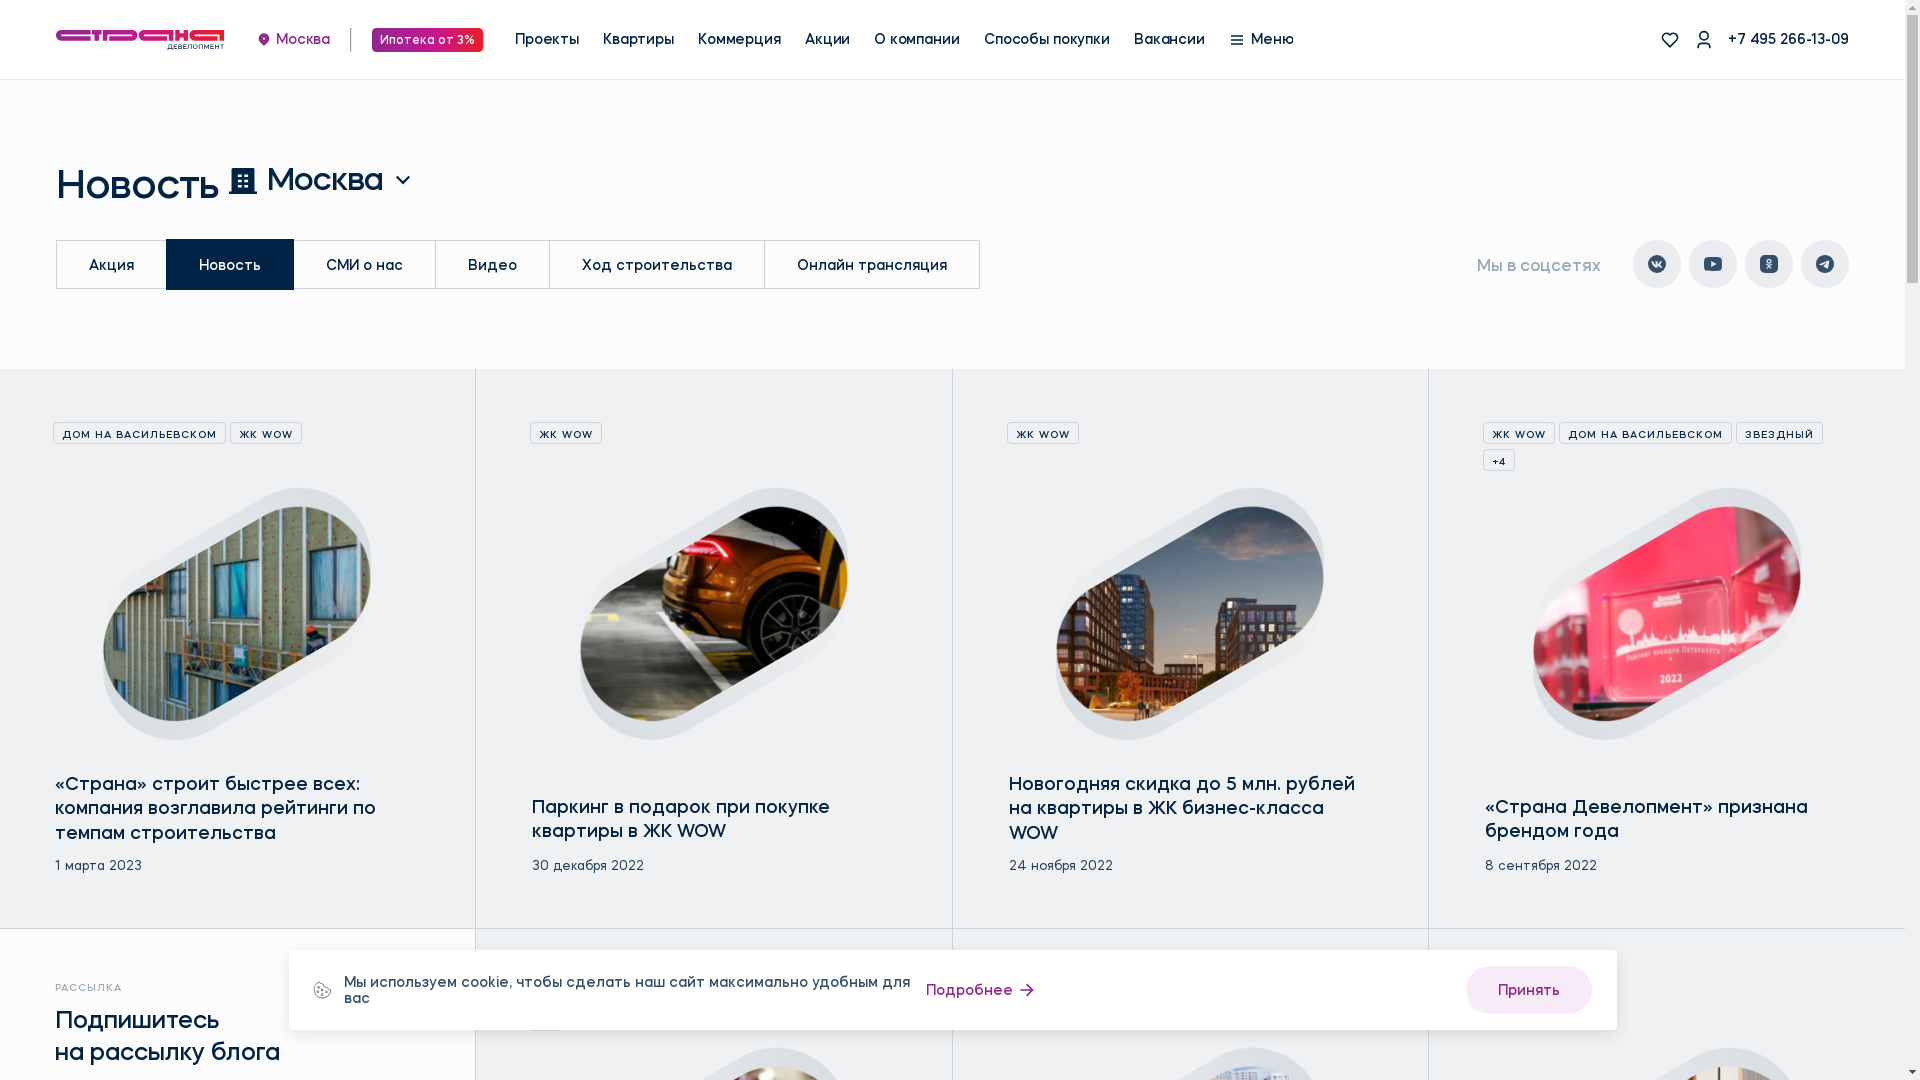 страна
ДЕВЕЛОПМЕНТ
Москва
Ипотека от 3%
Проекты
Квартиры
Коммерция
Акции
О компании
Способы покупки
Вакансии
Меню
+7 495 266-13-09
Новость
Москва
Акция
Новость
СМИ о нас
Видео
Ход строительства
Онлайн трансляция
Мы в соцсетях
ДОМ НА ВАСИЛЬЕВСКОМ
ЖК WOW
ЖК WOW
ЖК WOW
ЖК WOW
ДОМ НА ВАСИЛЬЕВСКОМ
ЗВЕЗДНЫЙ
+4
РЕЙТИНГ БРЕНДОВ ПЕТЕРБУРГА
2022
«Страна» строит быстрее всех:
компания возглавила рейтинги по
темпам строительства
1 марта 2023
Паркинг в подарок при покупке
квартиры в ЖК WOW
30 декабря 2022
Новогодняя скидка до 5 млн. рублей
на квартиры в ЖК бизнес-класса
WOW
24 ноября 2022
«Страна Девелопмент» признана
брендом года
8 сентября 2022
РАССЫЛКА
Подпишитесь
на рассылку блога
Мы используем cookie, чтобы сделать наш сайт максимально удобным для
вас
Подробнее
Принять